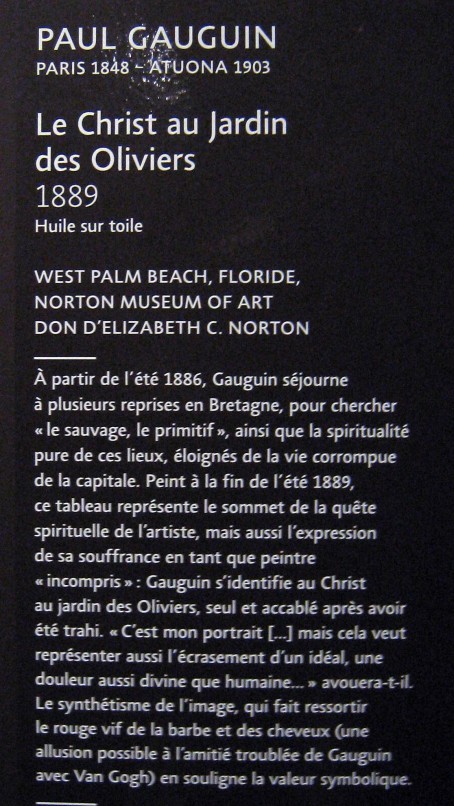 PAUL GAUGUIN
PARIS 1848 – ATUONA 1903
Le Christ au Jardin
des Oliviers
1889
Huile sur toile
WEST PALM BEACH, FLORIDE,
NORTON MUSEUM OF ART
DON D'ELIZABETH C. NORTON
À partir de l'été 1886, Gauguin séjourne
à plusieurs reprises en Bretagne, pour chercher
« le sauvage, le primitif », ainsi que la spiritualité
pure de ces lieux, éloignés de la vie corrompue
de la capitale. Peint à la fin de l'été 1889,
ce tableau représente le sommet de la quête
spirituelle de l'artiste, mais aussi l'expression
de sa souffrance en tant que peintre
« incompris » : Gauguin s'identifie au Christ
au jardin des Oliviers, seul et accablé après avoir
été trahi. « C'est mon portrait [...] mais cela veut
représenter aussi l'écrasement d'un idéal, une
douleur aussi divine que humaine... » avouera-t-il.
Le synthétisme de l'image, qui fait ressortir
le rouge vif de la barbe et des cheveux (une
allusion possible à l'amitié troublée de Gauguin
avec Van Gogh) en souligne la valeur symbolique.